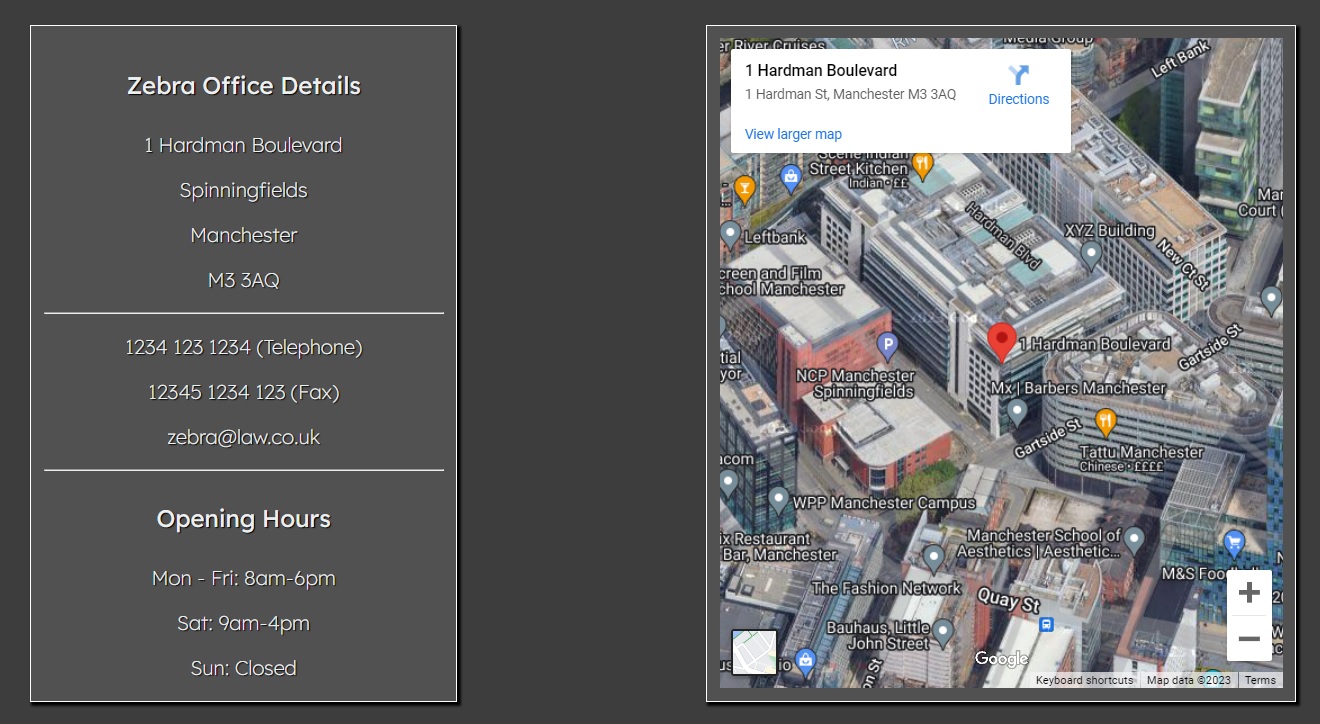 Zebra Office Details
1 Hardman Boulevard
Spinningfields
Manchester
M3 3AQ
1234 123 1234 (Telephone)
12345 1234 123 (Fax)
zebra@law.co.uk
Opening Hours
Mon - Fri: 8am-6pm
Sat: 9am-4pm
Sun: Closed
er River Cruises
Media Group
Left Bank
1 Hardman Boulevard
1 Hardman St, Manchester M3 3AQ
Directions
View larger map
Scene Indian
Street Kitchen
Indian • ££
Mar
Court (
Hardman Blvd
Leftbank
XYZ Building
New Ct St
creen and Film
chool Manchester
Gartside St
1 Hardman Boulevard
P
tial
yor
NCP Manchester
Spinningfields
Mx | Barbers Manchester
Gartside St
Tattu Manchester
Chinese • ££££
acom
WPP Manchester Campus
ix Restaurant
Bar, Manchester
Manchester School of
Aesthetics | Aesthetic...
M&S
The Fashion Network
Quay St
Bauhaus, Little
John Street
Google
Keyboard shortcuts
Map data ©2023
Terms